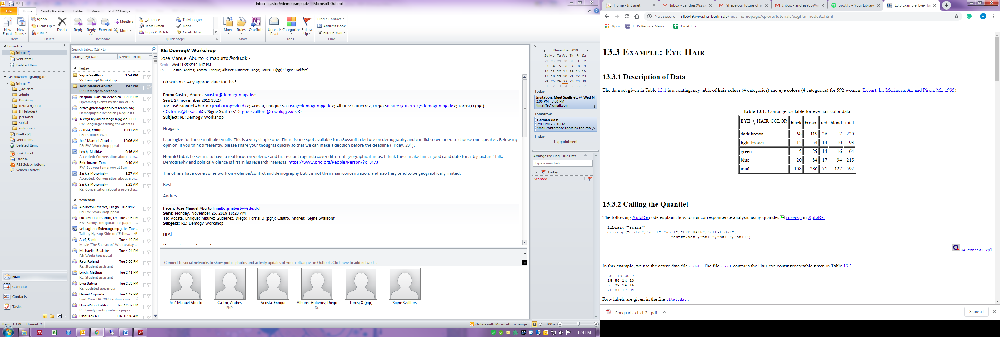 Inbox - castro@demogr.mpg.de - Microsoft Outlook
File Home Send / Receive Folder View PDF-XChange
New E-mail
New Items
New
Ignore
Clean Up
Junk
Delete
Delete
Reply
Reply All
Forward
Meeting
More
Respond
_violence
Team E-mail
Reply & Delete
To Manager
Done
Create New
Quick Steps
Move
Rules
OneNote
Move
Unread/ Read
Categorize
Follow Up
Tags
Find a Contact
Address Book
Filter E-mail
Find
Favorites
Inbox (2)
Sent Items
Deleted Items
castro@demogr.mpg.de
Inbox (2)
_violence
admin
Booking
deutsch_bank
IT Helpdesk
personal
social
unknown
Drafts [2]
Sent Items
Deleted Items
Junk Email
Outbox
RSS Subscriptions
Search Folders
Mail
Calendar
Contacts
Tasks
Search Inbox (Ctrl+E)
Arrange By: Date Newest on top
Today
Signe Svallfors 1:54 PM
SV: DemogV Workshop
José Manuel Aburto 1:47 PM
RE: DemogV Workshop
Negraia, Daniela Veronica 12:05 PM
Upcoming events by the lab of Co...
office@demographic-research.org ...
Demographic Research | Request t...
sekmyrskyla@demogr.mpg.de 11:0...
FW: language editing for Andres C...
Acosta, Enrique 10:41 AM
RE: RColorBrewer
José Manuel Aburto 10:06 AM
RE: FW: Workshop ppsal
Lerch, Mathias 9:46 AM
Accepted: Conversation about a pr...
Enkelmann, Tom 9:40 AM
FW: See you tomorrow at 8am
Saskia Morwinsky 9:37 AM
Accepted: Conversation about a pr...
Saskia Morwinsky 9:21 AM
Re: Conversation about a project a...
Yesterday
Alburez-Gutierrez, Diego Tue 8:02 ...
Re: FW: Workshop ppsal
Luca Maria Pesando, Dr Tue 7:08 PM
FW: Family configurations paper
sekzagheni@demogr.mpg.de Tue ...
Talk by Hyesop Shin on "Estim...
Aref, Samin Tue 4:49 PM
Movie "The Salesman" Wednesday ...
Michaelis, Beatrice Tue 4:24 PM
RE: Workshop ppsal
Rau, Roland Tue 3:00 PM
Re: Student assistant
Lerch, Mathias Tue 2:41 PM
RE: Student assistant
Ewa Batyra Tue 2:35 PM
Re: updated appendix
Daniel Ciganda Tue 1:49 PM
Fwd: Your EPC 2020 Submission
Hans-Peter Kohler Tue 12:07 PM
Re: Family configurations paper
Pinar Koksel Tue 10:36 AM
RE: DemogV Workshop
José Manuel Aburto <jmaburto@sdu.dk>
Sent: Wed 11/27/2019 1:47 PM
To: Castro, Andres; Acosta, Enrique; Alburez-Gutierrez, Diego; Torrisi,O (pgr); 'Signe Svallfors'
Ok with me. Any approx. date for this?
From: Castro, Andres <castro@demogr.mpg.de>
Sent: 27. november 2019 13:27
To: José Manuel Aburto <jmaburto@sdu.dk>; Acosta, Enrique <acosta@demogr.mpg.de>; Alburez-Gutierrez, Diego <alburezgutierrez@demogr.mpg.de>; Torrisi,O (pgr)
<O.Torrisi@lse.ac.uk>; 'Signe Svallfors' <signe.svallfors@sociology.su.se>
Subject: RE: DemogV Workshop
Hi again,
I apologize for these multiple emails. This is a very simple one. There is one spot available for a Sussmilch lecture on demography and conflict so we need to choose one speaker. Below my
opinion, if you think differently, please share your thoughts quickly so that we can make a decision before the deadline (Friday, 29th).
Henrik Urdal, he seems to have a real focus on violence and his research agenda cover different geographical areas. I think these make him a good candidate for a 'big picture' talk.
Demography and political violence is first in his research interests. https://www.prio.org/People/Person/?x=3473
The others have done some work on violence/conflict and demography but it is not their main concentration, and also they tend to be geographically limited.
Best,
Andres
From: José Manuel Aburto [mailto:jmaburto@sdu.dk]
Sent: Monday, November 25, 2019 10:28 AM
To: Acosta, Enrique; Alburez-Gutierrez, Diego; Torrisi,O (pgr); Castro, Andres; 'Signe Svallfors'
Subject: RE: DemogV Workshop
Hi All,
Connect to social networks to show profile photos and activity updates of your colleagues in Outlook. Click here to add networks.
José Manuel Aburto
Castro, Andres
PhD
Acosta, Enrique
Alburez-Gutierrez, Diego
Dr.
Torrisi,O (pgr)
'Signe Svallfors'
November 2019
Su Mo Tu We Th Fr Sa
27 28 29 30 31 1 2
3 4 5 6 7 8 9
10 11 12 13 14 15 16
17 18 19 20 21 22 23
24 25 26 27 28 29 30
1 2 3 4 5 6 7
Today
Invitation: Meet Spells etc @ Wed N
2:00 PM - 3:00 PM
tim.riffe@gmail.com
Tomorrow
German class
2:00 PM - 3:30 PM
small conference room by the caf
Friday
1 appointment
Arrange By: Flag: Due Date
Type a new task
Today
Wanted ...
Items: 1,179 Unread: 2
Online with Microsoft Exchange
100%
1:54 PM
Home - Intranet
Inbox - candres@sas
Shape our future offe
Inbox - andres988@g
Spotify – Your Library
13.3 Example: Eye-Ha
Not secure | sfb649.wiwi.hu-berlin.de/fedc_homepage/xplore/tutorials/xaghtmlnode81.html
A
Apps DHS Recode Manu... CineClub
13.3 EXAMPLE: EYE-HAIR
13.3.1 Description of Data
The data set given in Table 13.1 is a contingency table of hair colors (4 categories) and eye colors (4 categories) for 592 women (Lebart, L., Morineau, A., and Piron, M.; 1995).
Table 13.1: Contingency table for eye-hair color data.
EYE \ HAIR COLOR black brown red blond total
dark brown 68 119 26 7 220
light brown 15 54 14 10 93
green 5 29 14 16 64
blue 20 84 17 94 215
total 108 286 71 127 592
13.3.2 Calling the Quantlet
The following XploRe code explains how to run correspondence analysis using quantlet corresp in XploRe .
library("stats")
corresp("e.dat","null","null","EYE-HAIR","eltxt.dat",
"ectxt.dat","null","null","null")
XAGcorre01.xpl
In this example, we use the active data file e.dat . The file e.dat contains the Hair-eye contingency table given in Table 13.1.
68 119 26 7
15 54 14 10
5 29 14 16
20 84 17 94
Row labels are given in the file eltxt.dat :
Bongaarts_et_al-2....pdf
Show all